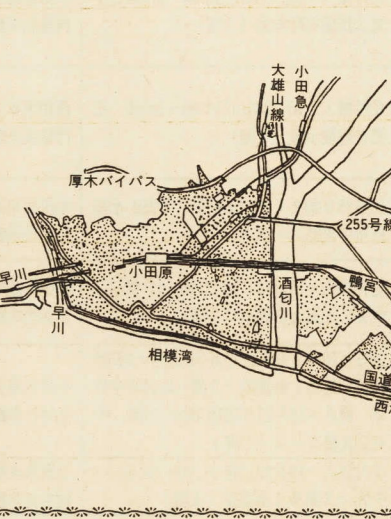 小田急
大雄山線
厚木バイパス
255号線
小田原
早川
早川
酒匂川
鴨宮
相模湾
国道